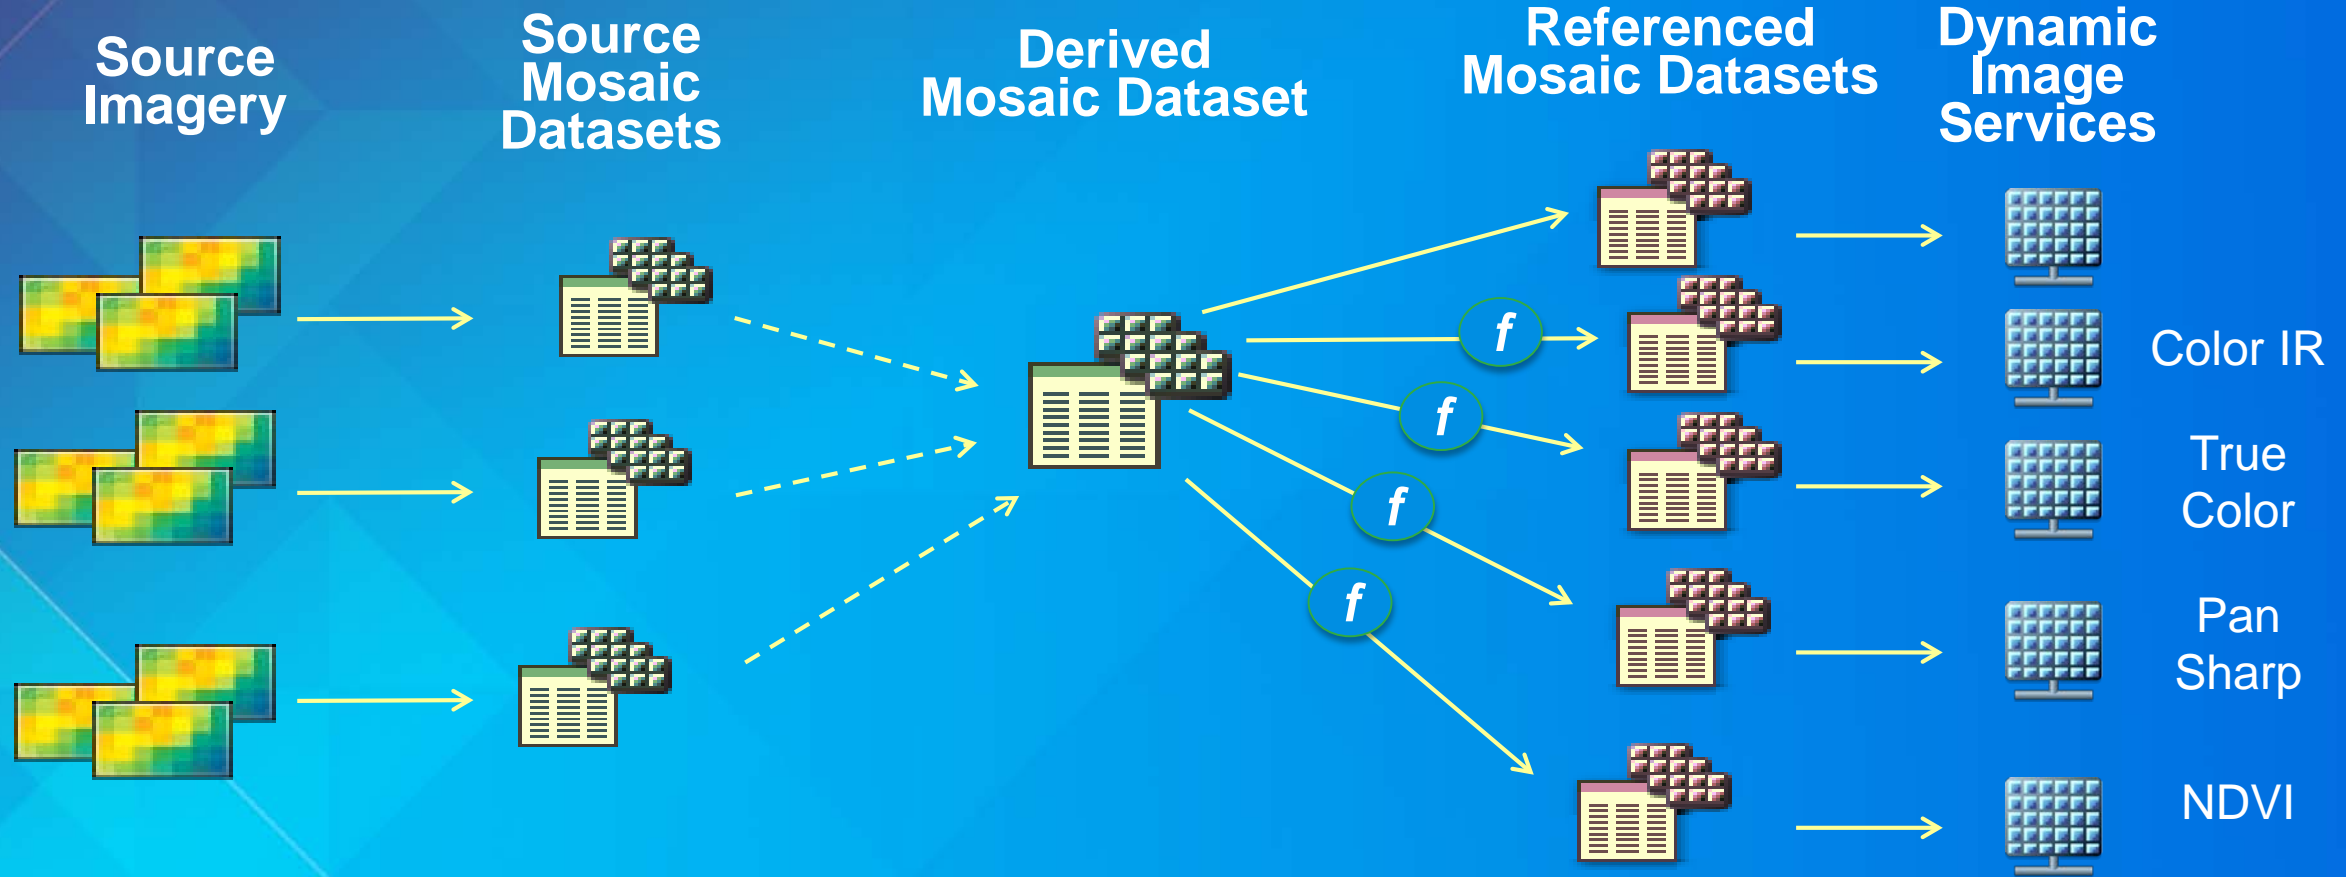 Source
Imagery
Source
Mosaic
Datasets
Derived
Mosaic Dataset
Referenced
Mosaic Datasets
Dynamic
Image
Services
f
f
f
f
Color IR
True
Color
Pan
Sharp
NDVI